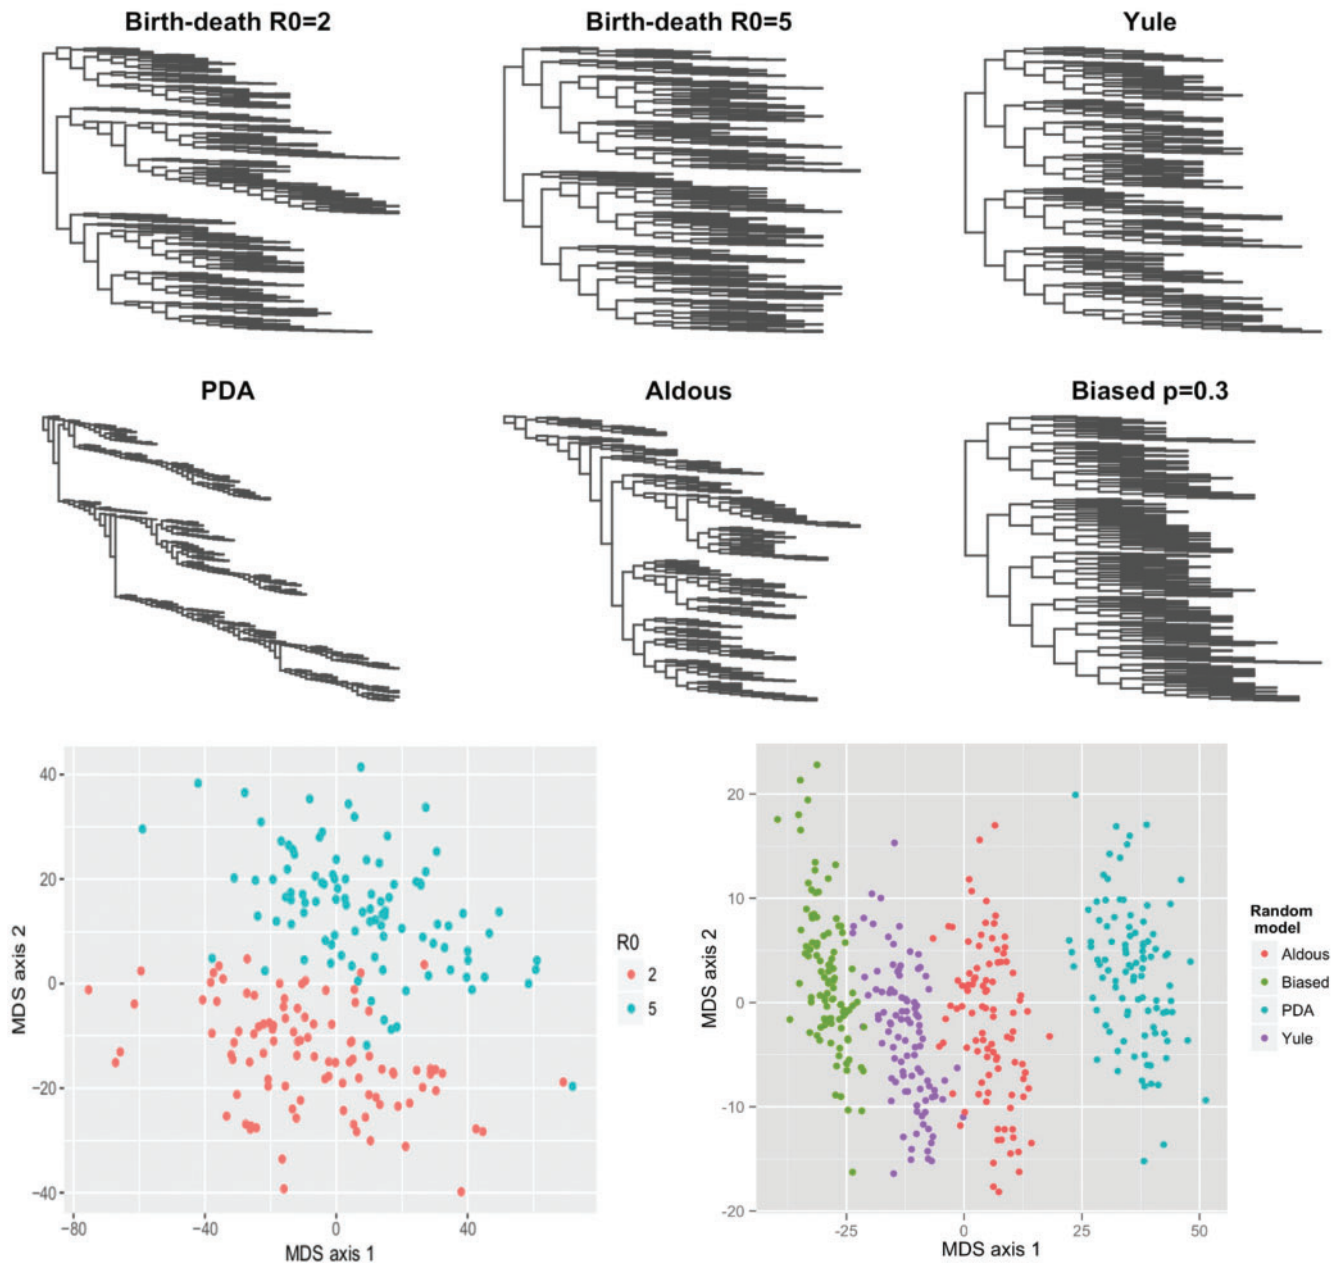 Birth-death R0=2
Birth-death R0=5
Yule
PDA
Aldous
Biased p=0.3
40
20
0
−20
−40
−80
−40
0
40
MDS axis 1
MDS axis 2
R0
2
5
20
10
0
-10
-20
-25
0
25
50
MDS axis 1
MDS axis 2
Random
model
Aldous
Biased
PDA
Yule